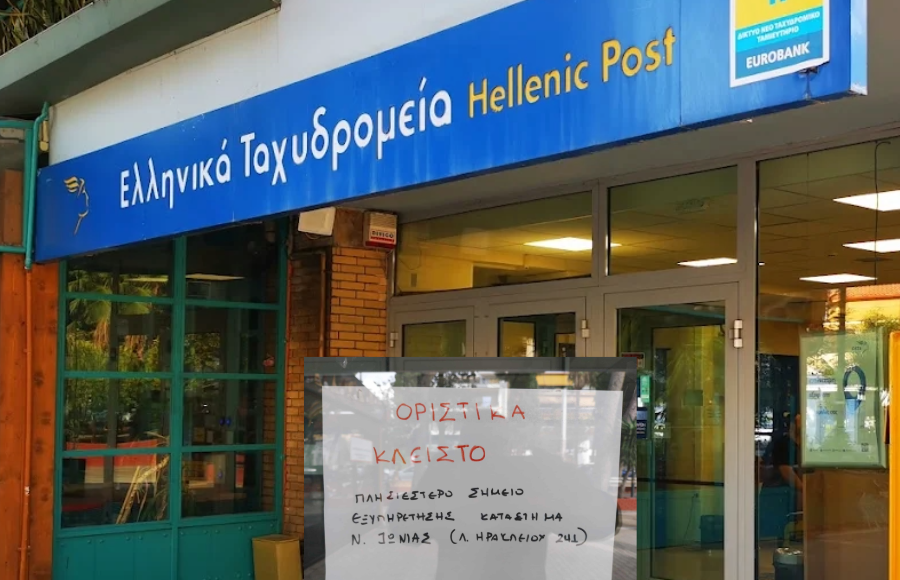 ΔΙΚΤΥΟ ΝΕΟ ΤΑΧΥΔΡΟΜΙΚΟ
ΤΑΜΙΕΥΤΗΡΙΟ
EUROBANK
Ελληνικά Ταχυδρομεία Hellenic Post
ΟΡΙΣΤΙΚΑ
ΚΛΕΙΣΤΟ
ΠΛΗΣΙΕΣΤΕΡΟ ΣΗΜΕΙΟ
ΕΞΥΠΗΡΕΤΗΣΗΣ ΚΑΤΑΣΤΗΜΑ
Ν. ΙΩΝΙΑΣ (Λ. ΗΡΑΚΛΕΙΟΥ 241)